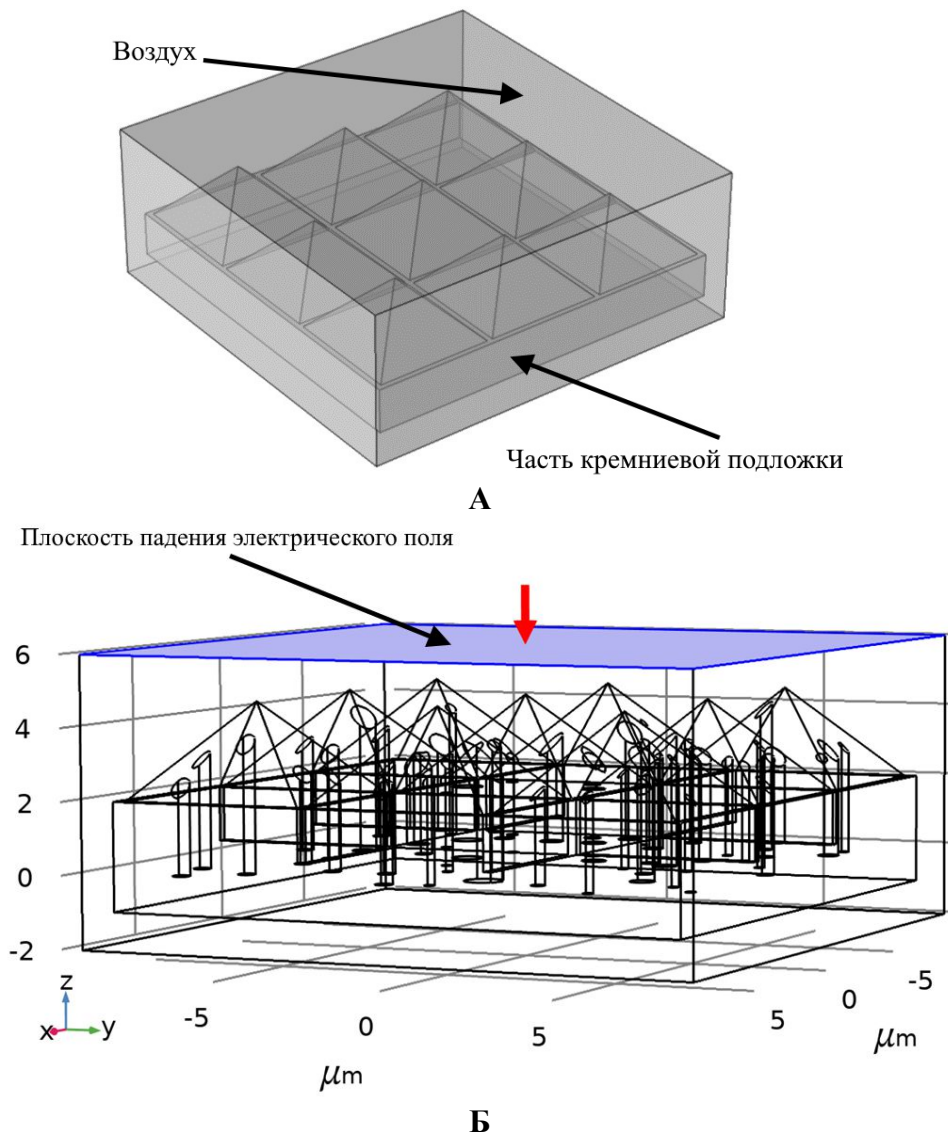 Воздух
Часть кремниевой подложки
А
Плоскость падения электрического поля
6
4
2
0
-2
z
x y
-5
0
5
μm
5
0
-5
μm
Б